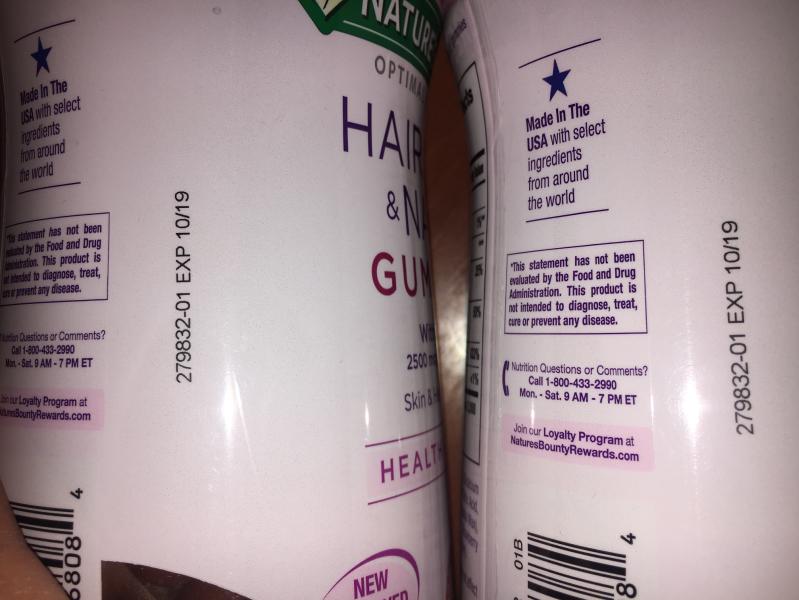 NATURE
OPTIMA
HAIR
& NA
GUM
2500
Skin &
HEALTH
NEW
Made In The
USA with select
ingredients
from around
the world
statement has not been
evaluated by the Food and Drug
Administration. This product is
not intended to diagnose, treat,
cure or prevent any disease.
Nutrition Questions or Comments?
Call 1-800-433-2990
Mon. - Sat. 9 AM - 7 PM ET
Join our Loyalty Program at
NaturesBountyRewards.com
279832-01 EXP 10/19
6808
4
Made In The
USA with select
ingredients
from around
the world
*This statement has not been
evaluated by the Food and Drug
Administration. This product is
not intended to diagnose, treat,
cure or prevent any disease.
Nutrition Questions or Comments?
Call 1-800-433-2990
Mon. - Sat. 9 AM - 7 PM ET
Join our Loyalty Program at
NaturesBountyRewards.com
279832-01 EXP 10/19
01B
8
4